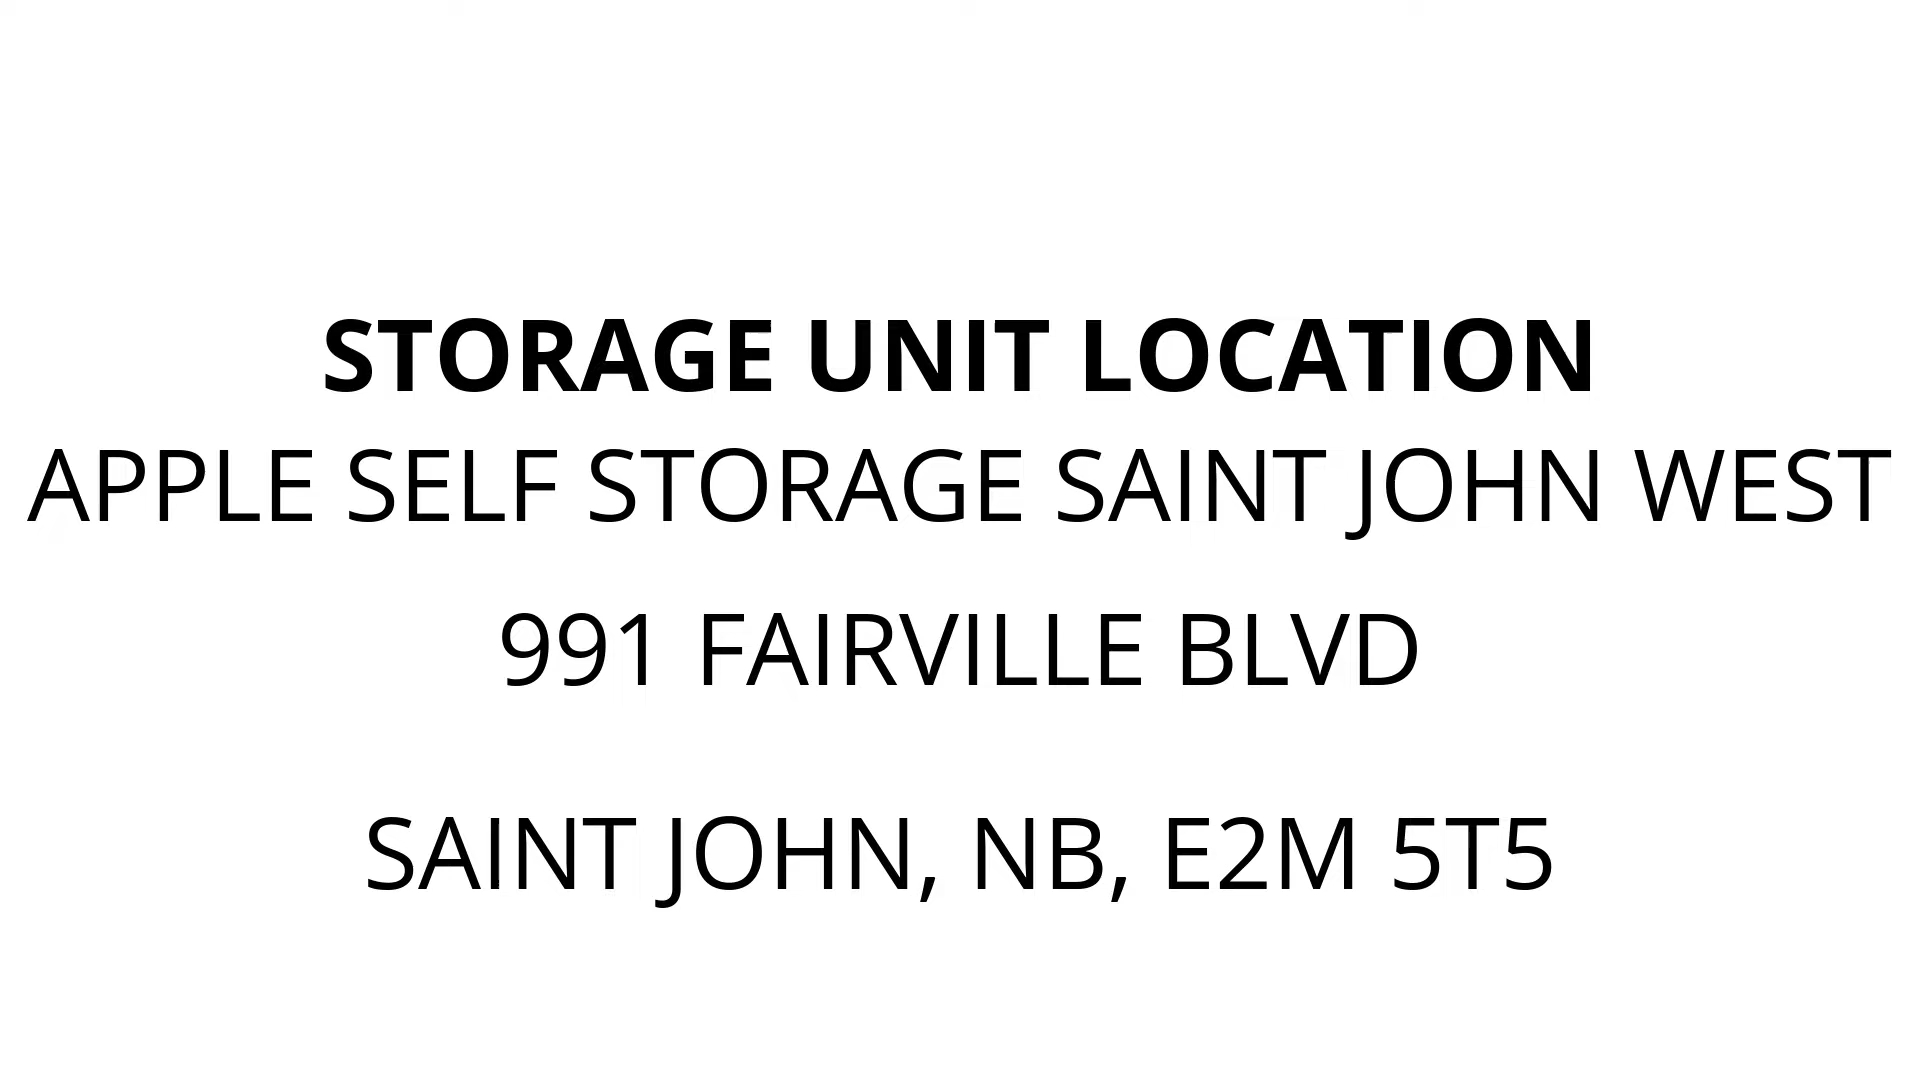 STORAGE UNIT LOCATION
APPLE SELF STORAGE SAINT JOHN WEST
991 FAIRVILLE BLVD
SAINT JOHN, NB, E2M 5T5